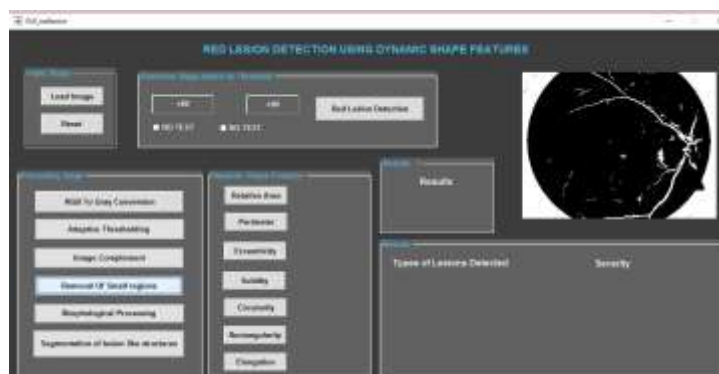 RED LESION DETECTION USING DYNAMIC SHAPE FEATURES
Load Image
Reset
Red Lesion Detection
Results
RGB To Gray Conversion
Adaptive Thresholding
Image Complement
Removal Of Small regions
Morphological Processing
Segmentation of lesion like structures
Relative Area
Perimeter
Eccentricity
Solidity
Circularity
Rectangularity
Elongation
Types of Lesions Detected
Severity